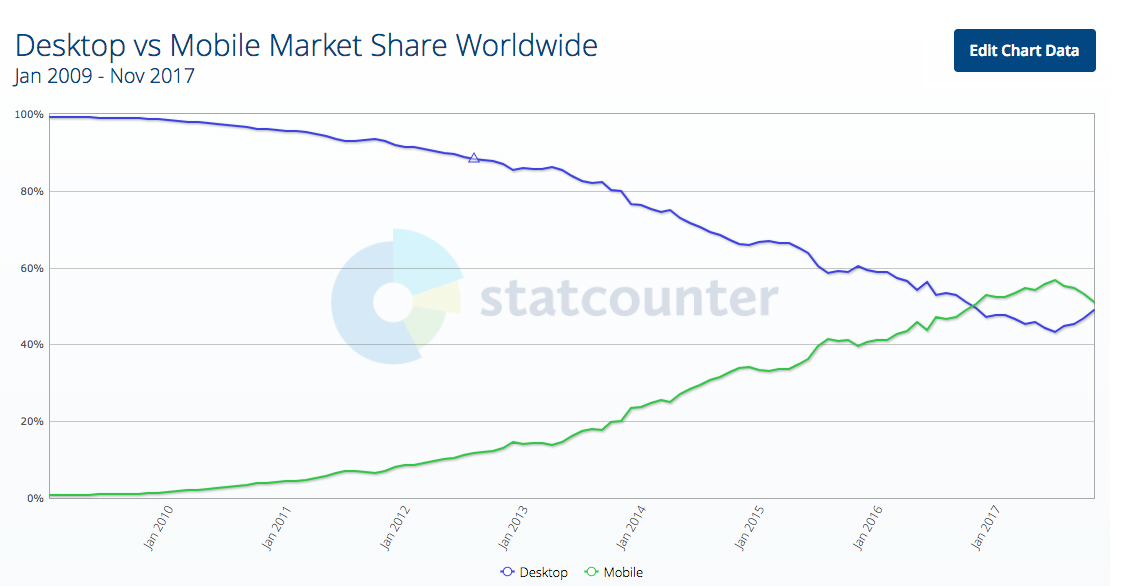 Desktop vs Mobile Market Share Worldwide
Jan 2009 - Nov 2017
Edit Chart Data
100%
80%
60%
40%
20%
0%
statcounter
Jan 2010
Jan 2011
Jan 2012
Jan 2013
Jan 2014
Jan 2015
Jan 2016
Jan 2017
Desktop Mobile